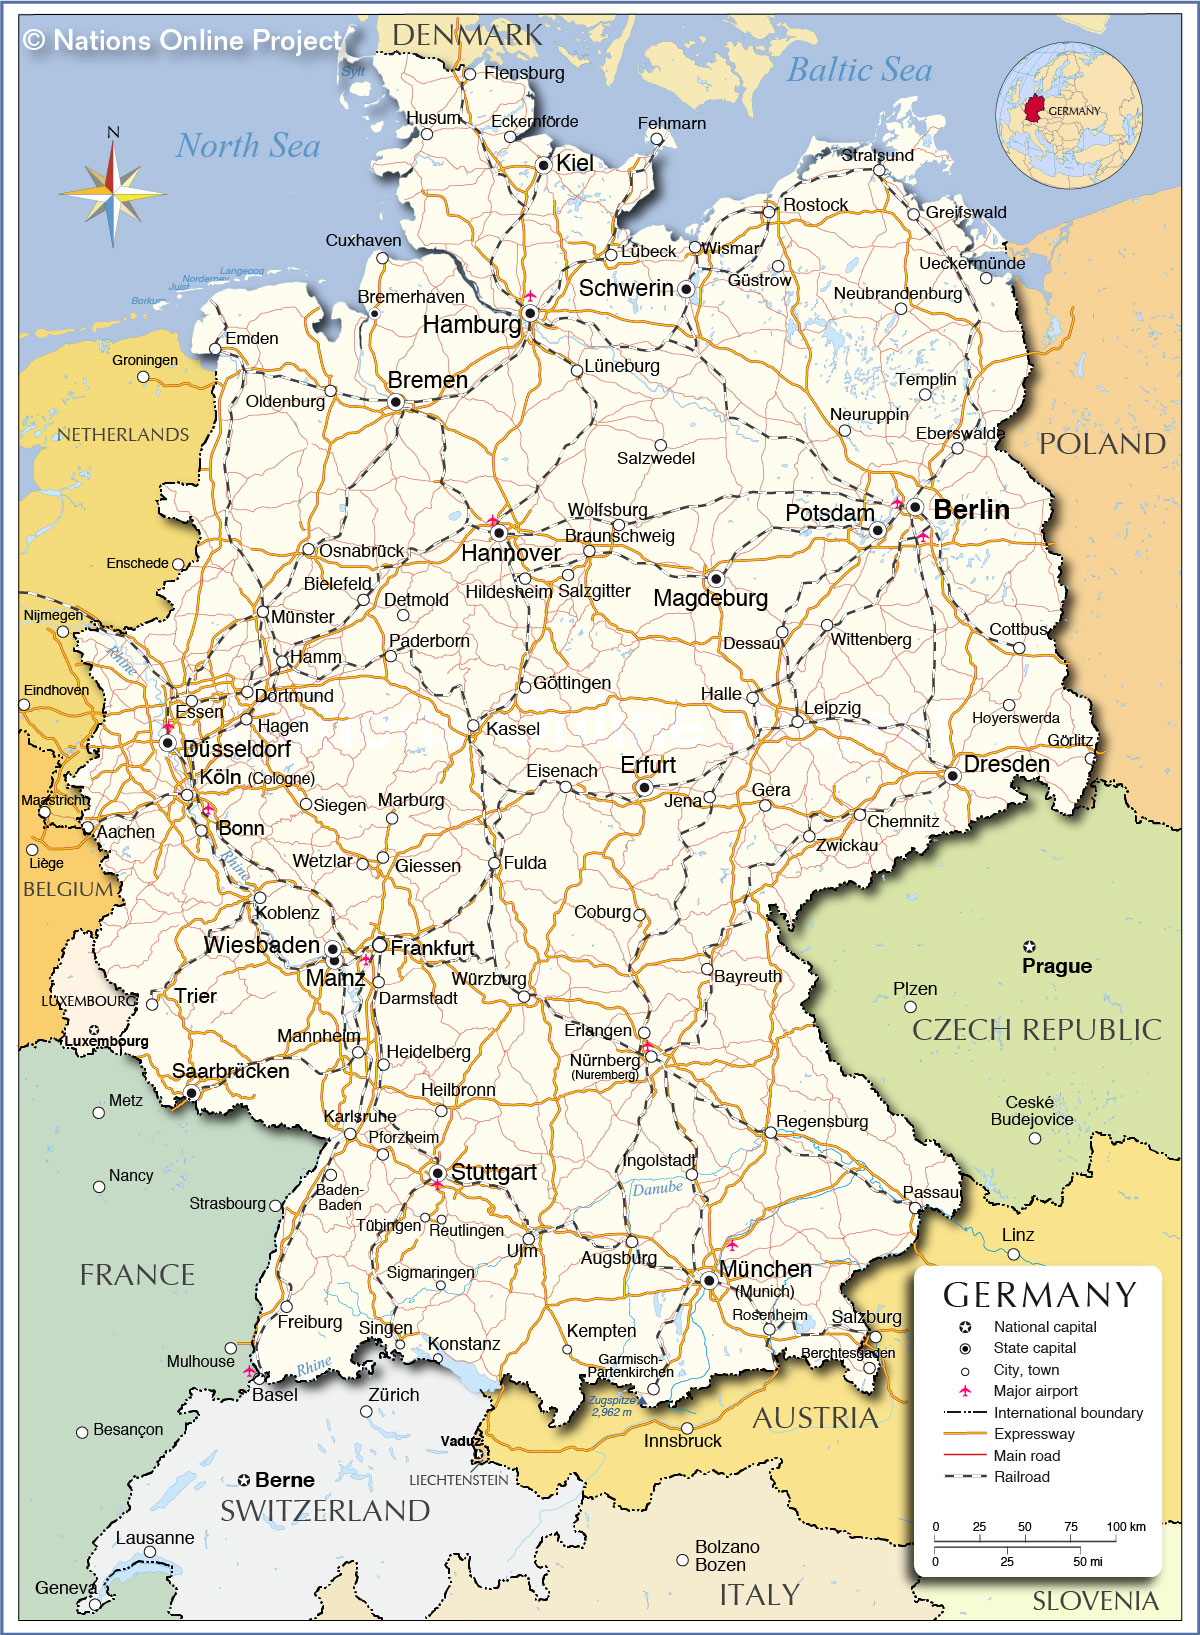 © Nations Online Project
DENMARK
Baltic Sea
Sylt
Flensburg
GERMANY
Husum
Eckernförde
Fehmarn
N
North Sea
Kiel
Stralsund
Rostock
Greifswald
Cuxhaven
Lübeck
Wismar
Ueckermünde
Langeoog
Norderney
Juist
Borkum
Güstrow
Schwerin
Neubrandenburg
Bremerhaven
Hamburg
Emden
Groningen
Lüneburg
Bremen
Templin
Oldenburg
Neuruppin
NETHERLANDS
Eberswalde
POLAND
Salzwedel
Wolfsburg
Potsdam
Berlin
Braunschweig
Osnabrück
Hannover
Enschede
Bielefeld
Hildesheim
Salzgitter
Detmold
Magdeburg
Nijmegen
Münster
Cottbus
Paderborn
Dessau
Wittenberg
Rhine
Hamm
Göttingen
Eindhoven
Dortmund
Halle
Leipzig
Essen
Hoyerswerda
Hagen
Kassel
Görlitz
Düsseldorf
Erfurt
Dresden
Köln (Cologne)
Eisenach
Gera
Maastricht
Siegen
Marburg
Jena
Chemnitz
Aachen
Bonn
Zwickau
Liège
Rhine
Wetzlar
Giessen
Fulda
BELGIUM
Koblenz
Coburg
Wiesbaden
Frankfurt
Prague
Mainz
Würzburg
Bayreuth
Plzen
LUXEMBOURG
Trier
Darmstadt
CZECH REPUBLIC
Luxembourg
Mannheim
Erlangen
Heidelberg
Nürnberg
(Nuremberg)
Saarbrücken
Metz
Heilbronn
Ceské
Budejovice
Karlsruhe
Regensburg
Pforzheim
Nancy
Stuttgart
Ingolstadt
Danube
Passau
Baden-
Baden
Strasbourg
Tübingen
Reutlingen
Linz
Ulm
Augsburg
FRANCE
Sigmaringen
München
(Munich)
Freiburg
Singen
Kempten
Rosenheim
Salzburg
Konstanz
Mulhouse
Rhine
Garmisch-
Partenkirchen
Berchtesgaden
Basel
Zürich
Zugspitze
2,962 m
AUSTRIA
Besançon
Vaduz
Innsbruck
LIECHTENSTEIN
Berne
SWITZERLAND
Lausanne
Bolzano
Bozen
Geneva
ITALY
SLOVENIA
GERMANY
National capital
State capital
City, town
Major airport
International boundary
Expressway
Main road
Railroad
0 25 50 75 100 km
0 25 50 mi